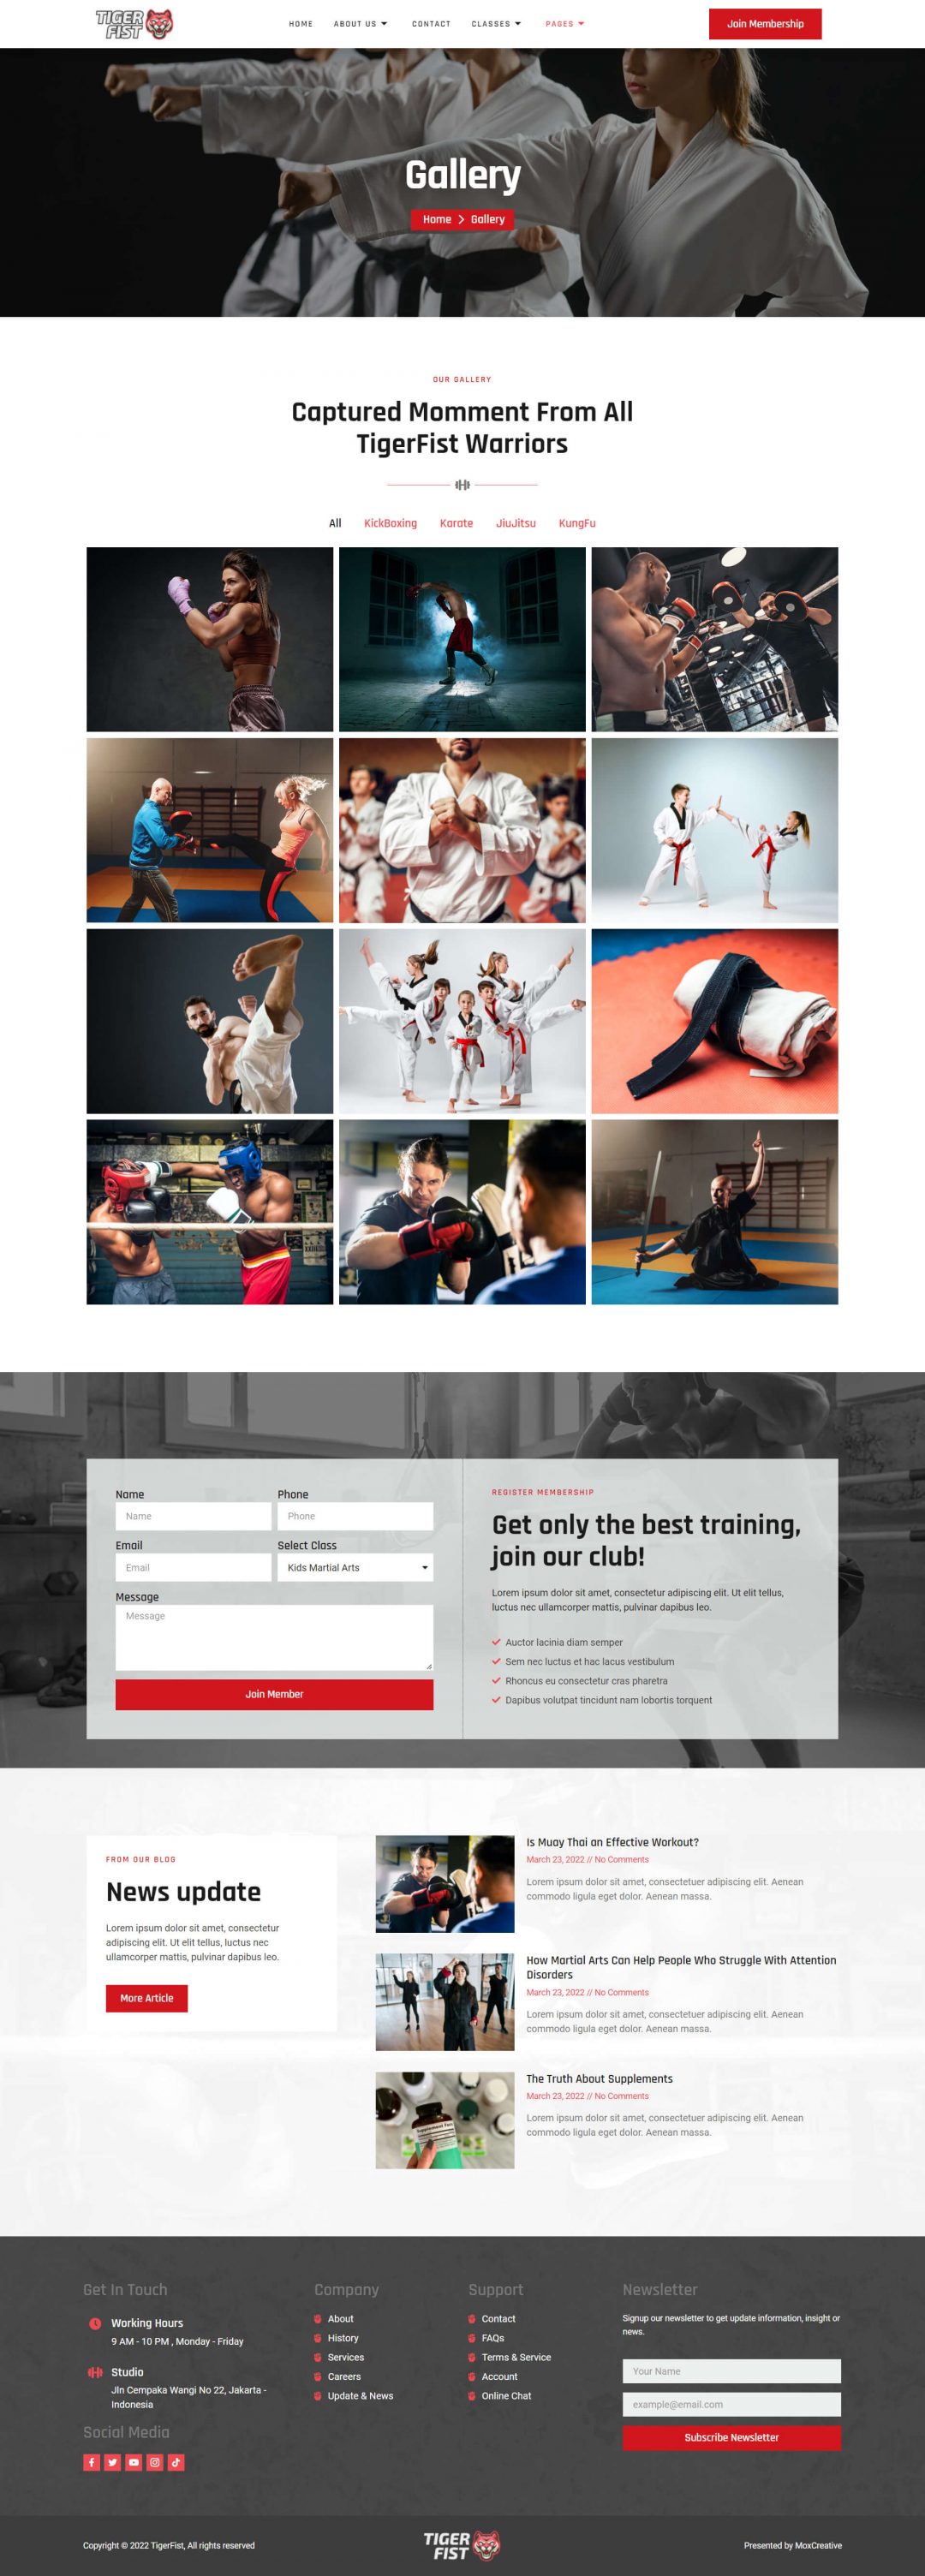 TIGER
FIST
HOME ABOUT US CONTACT CLASSES PAGES
Join Membership
Gallery
Home > Gallery
OUR GALLERY
Captured Momment From All
TigerFist Warriors
All KickBoxing Karate JiuJitsu KungFu
Name Phone
Name Phone
Email Select Class
Email Kids Martial Arts
Message
Message
Join Member
REGISTER MEMBERSHIP
Get only the best training,
join our club!
Lorem ipsum dolor sit amet, consectetur adipiscing elit. Ut elit tellus,
luctus nec ullamcorper mattis, pulvinar dapibus leo.
Auctor lacinia diam semper
Sem nec luctus et hac lacus vestibulum
Rhoncus eu consectetur cras pharetra
Dapibus volutpat tincidunt nam lobortis torquent
FROM OUR BLOG
News update
Lorem ipsum dolor sit amet, consectetur
adipiscing elit. Ut elit tellus, luctus nec
ullamcorper mattis, pulvinar dapibus leo.
More Article
Is Muay Thai an Effective Workout?
March 23, 2022 // No Comments
Lorem ipsum dolor sit amet, consectetuer adipiscing elit. Aenean
commodo ligula eget dolor. Aenean massa.
How Martial Arts Can Help People Who Struggle With Attention
Disorders
March 23, 2022 // No Comments
Lorem ipsum dolor sit amet, consectetuer adipiscing elit. Aenean
commodo ligula eget dolor. Aenean massa.
The Truth About Supplements
March 23, 2022 // No Comments
Lorem ipsum dolor sit amet, consectetuer adipiscing elit. Aenean
commodo ligula eget dolor. Aenean massa.
Get In Touch
Working Hours
9 AM - 10 PM , Monday - Friday
Studio
Jln Cempaka Wangi No 22, Jakarta -
Indonesia
Social Media
Company
About
History
Services
Careers
Update & News
Support
Contact
FAQs
Terms & Service
Account
Online Chat
Newsletter
Signup our newsletter to get update information, insight or
news.
Your Name
example@email.com
Subscribe Newsletter
Copyright © 2022 TigerFist, All rights reserved
TIGER
FIST
Presented by MoxCreative